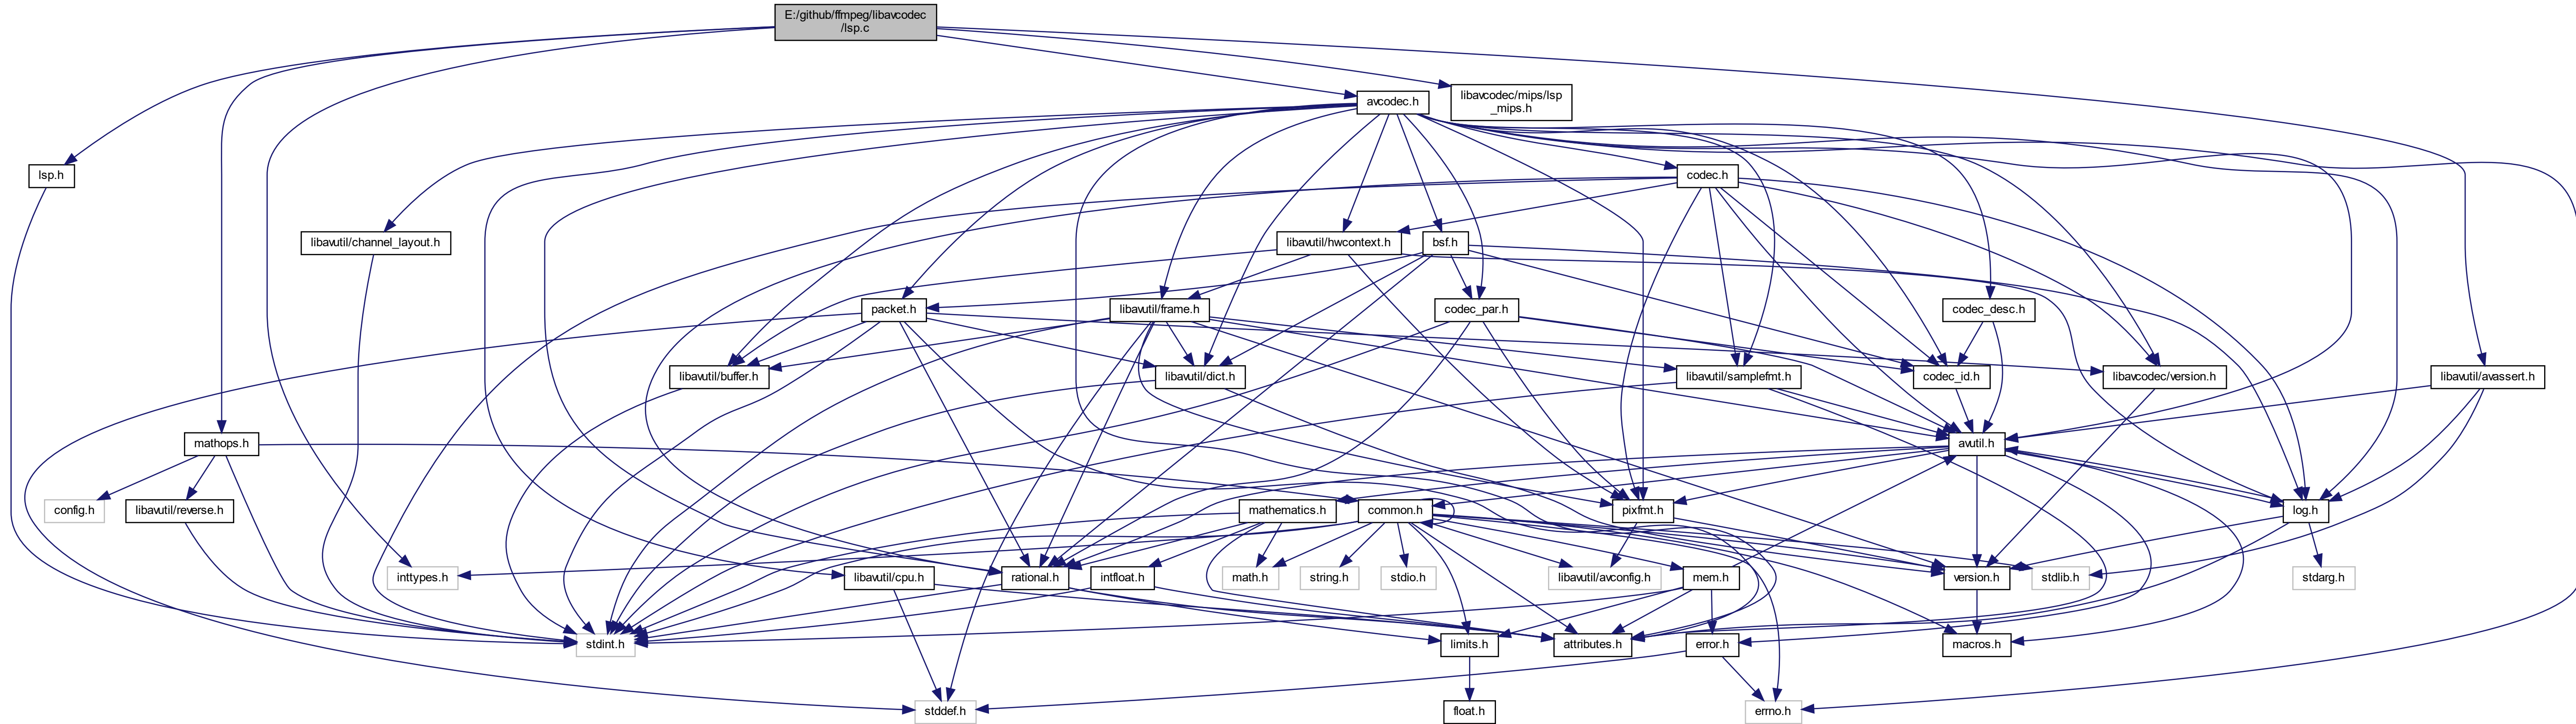 E:/github/ffmpeg/libavcodec
/lsp.c
avcodec.h
libavcodec/mips/lsp
_mips.h
lsp.h
codec.h
libavutil/channel_layout.h
libavutil/hwcontext.h
bsf.h
packet.h
libavutil/frame.h
codec_par.h
codec_desc.h
libavutil/buffer.h
libavutil/dict.h
libavutil/samplefmt.h
codec_id.h
libavcodec/version.h
libavutil/avassert.h
mathops.h
avutil.h
config.h
libavutil/reverse.h
mathematics.h
common.h
pixfmt.h
log.h
inttypes.h
libavutil/cpu.h
rational.h
intfloat.h
math.h
string.h
stdio.h
libavutil/avconfig.h
mem.h
version.h
stdlib.h
stdarg.h
stdint.h
limits.h
attributes.h
error.h
macros.h
stddef.h
float.h
errno.h